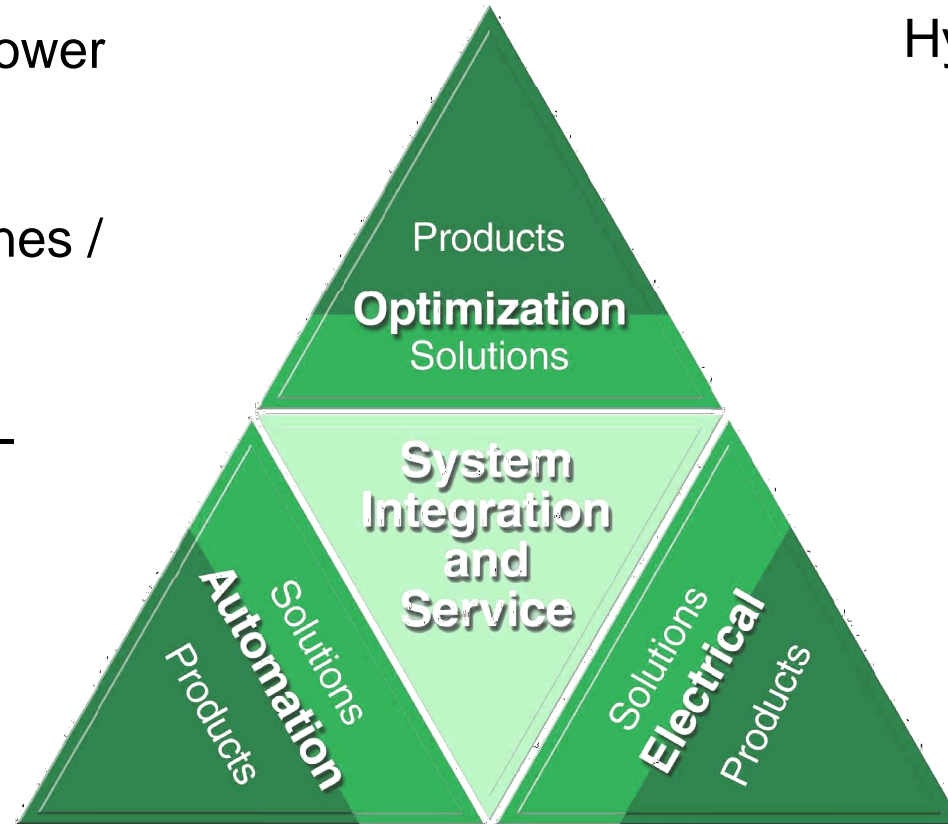 ower
Hy
nes /
Products
Optimization
Solutions
System
Integration
and
Service
Automation
Solutions
Products
Solutions
Electrical
Products